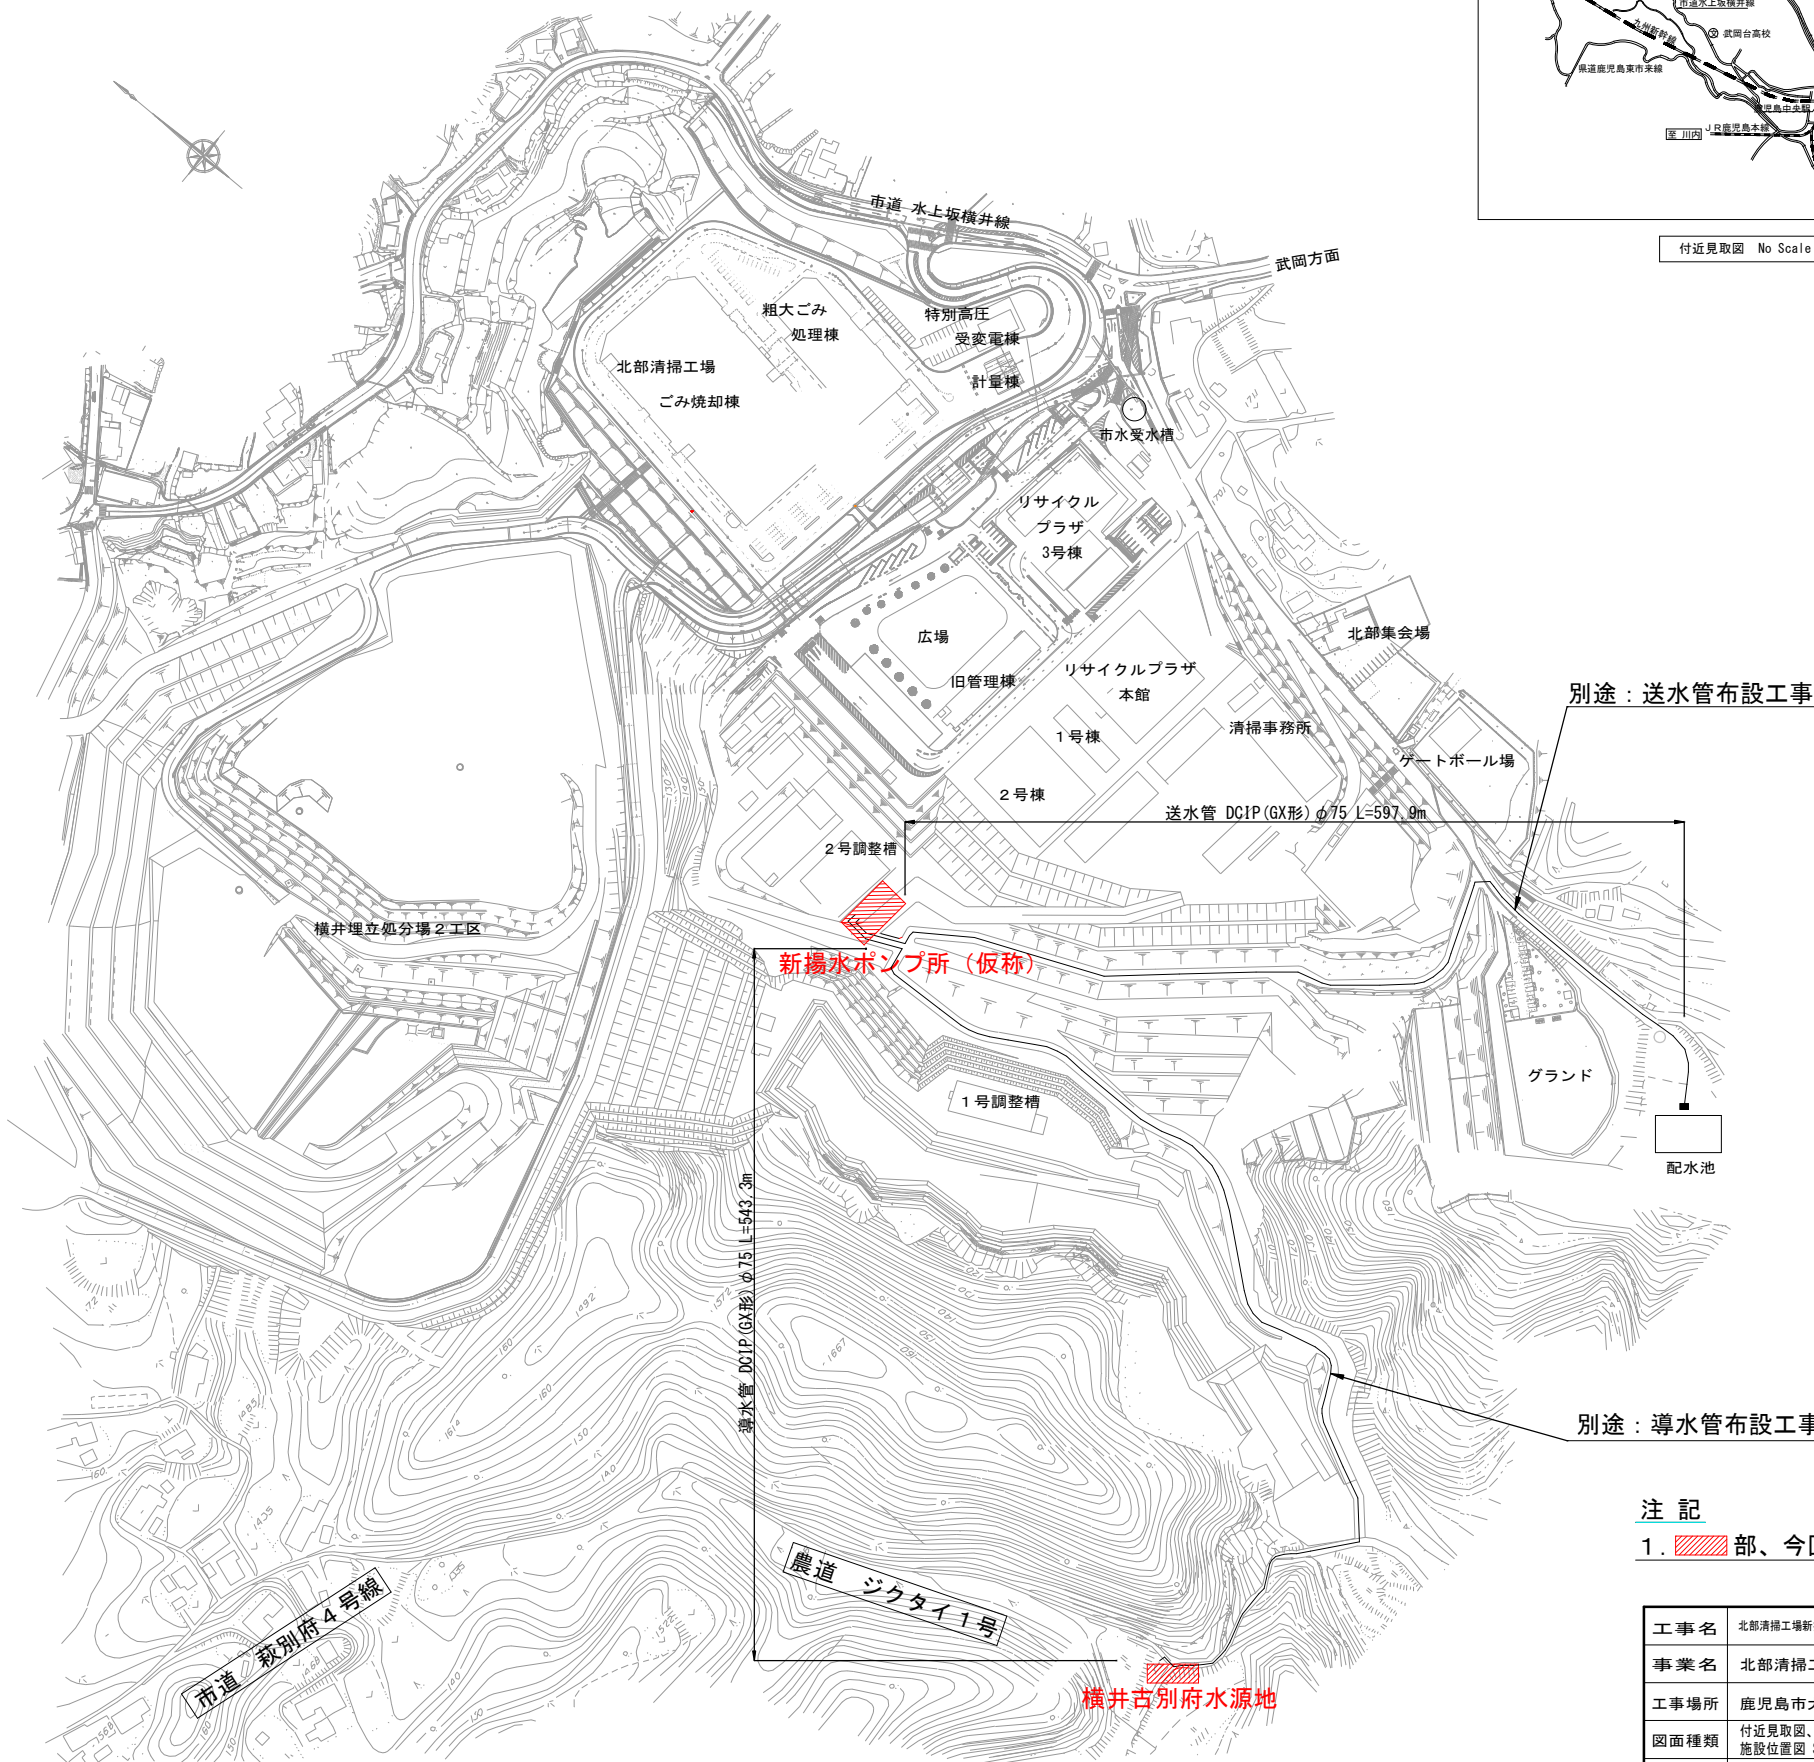 市道水上坂横井線
九州新幹線
武岡台高校
県道鹿児島東市来線
鹿児島中央駅
至 川内
JR鹿児島本線
付近見取図 No Scale
市道 水上坂横井線
武岡方面
粗大ごみ
処理棟
特別高圧
受変電棟
北部清掃工場
ごみ焼却棟
計量棟
市水受水槽
リサイクル
プラザ
3号棟
広場
旧管理棟
リサイクルプラザ
本館
北部集会場
1号棟
清掃事務所
2号棟
ゲートボール場
別途：送水管布設工事
送水管 DCIP(GX形)φ75 L=597.9m
2号調整槽
横井埋立処分場2工区
新揚水ポンプ所（仮称）
1号調整槽
グランド
配水池
導水管 DCIP(GX形)φ75 L=543.3m
別途：導水管布設工事
農道 ジクタイ1号
市道 萩別府4号線
横井古別府水源地
注 記
1. 部、今回
工事名 北部清掃工場新
事業名 北部清掃工
工事場所 鹿児島市犬
図面種類 付近見取図、
施設位置図